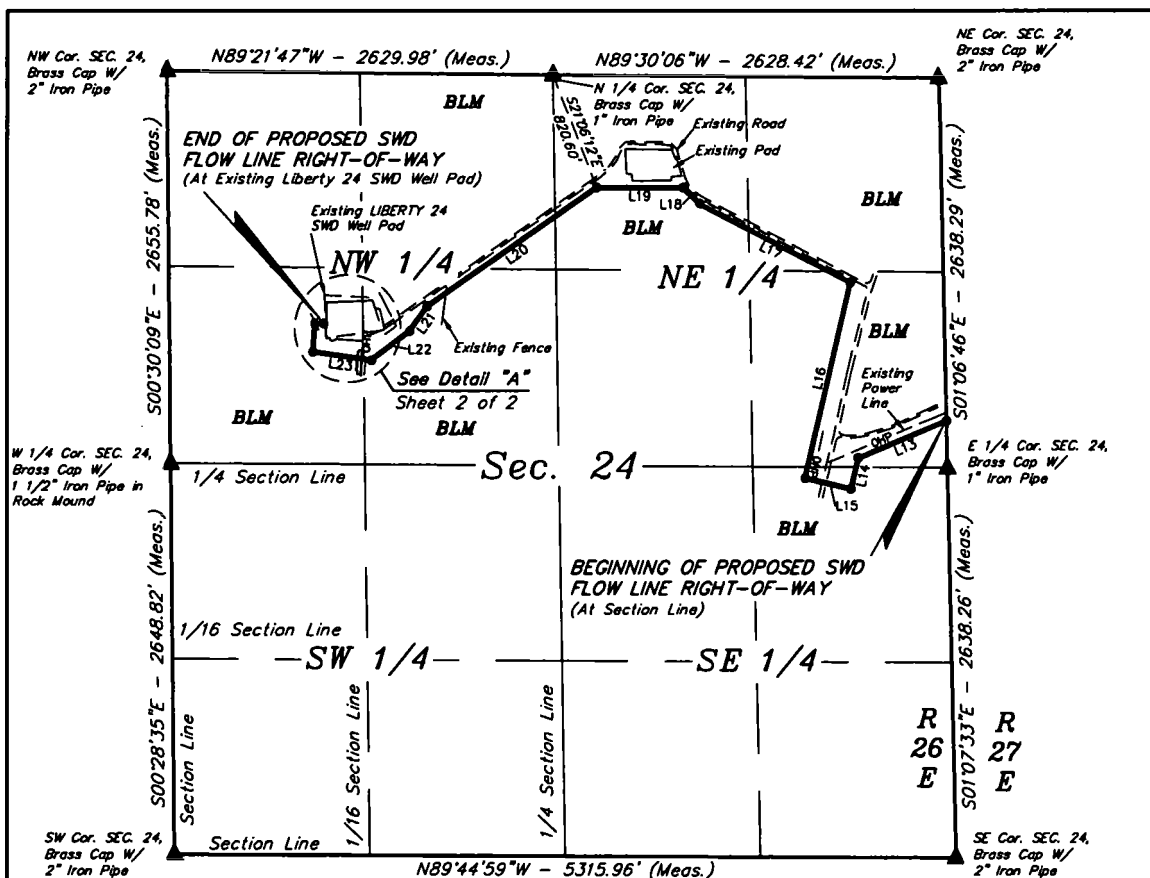 NW Cor. SEC. 24,
Brass Cap W/
2" Iron Pipe
N89°21'47"W - 2629.98' (Meas.)
N89°30'06"W - 2628.42' (Meas.)
NE Cor. SEC. 24,
Brass Cap W/
2" Iron Pipe
BLM
N 1/4 Cor. SEC. 24,
Brass Cap W/
1" Iron Pipe
S21°06'12"E
820.60'
Existing Road
Existing Pad
END OF PROPOSED SWD
FLOW LINE RIGHT-OF-WAY
(At Existing Liberty 24 SWD Well Pad)
Existing LIBERTY 24
SWD Well Pad
S00°30'09"E - 2655.78' (Meas.)
S01°06'46"E - 2638.29' (Meas.)
BLM
L19
L18
BLM
L17
L20
NW 1/4
NE 1/4
L21
L22
L23
Existing Fence
BLM
L16
Existing
Power
Line
See Detail "A"
Sheet 2 of 2
BLM
BLM
OHP
L13
L14
L15
W 1/4 Cor. SEC. 24,
Brass Cap W/
1 1/2" Iron Pipe in
Rock Mound
1/4 Section Line
Sec. 24
E 1/4 Cor. SEC. 24,
Brass Cap W/
1" Iron Pipe
BLM
BEGINNING OF PROPOSED SWD
FLOW LINE RIGHT-OF-WAY
(At Section Line)
S00°28'35"E - 2648.82' (Meas.)
S01°07'33"E - 2638.26' (Meas.)
1/16 Section Line
SW 1/4
SE 1/4
Section Line
1/16 Section Line
1/4 Section Line
R
26
E
R
27
E
SW Cor. SEC. 24,
Brass Cap W/
2" Iron Pipe
Section Line
N89°44'59"W - 5315.96' (Meas.)
SE Cor. SEC. 24,
Brass Cap W/
2" Iron Pipe